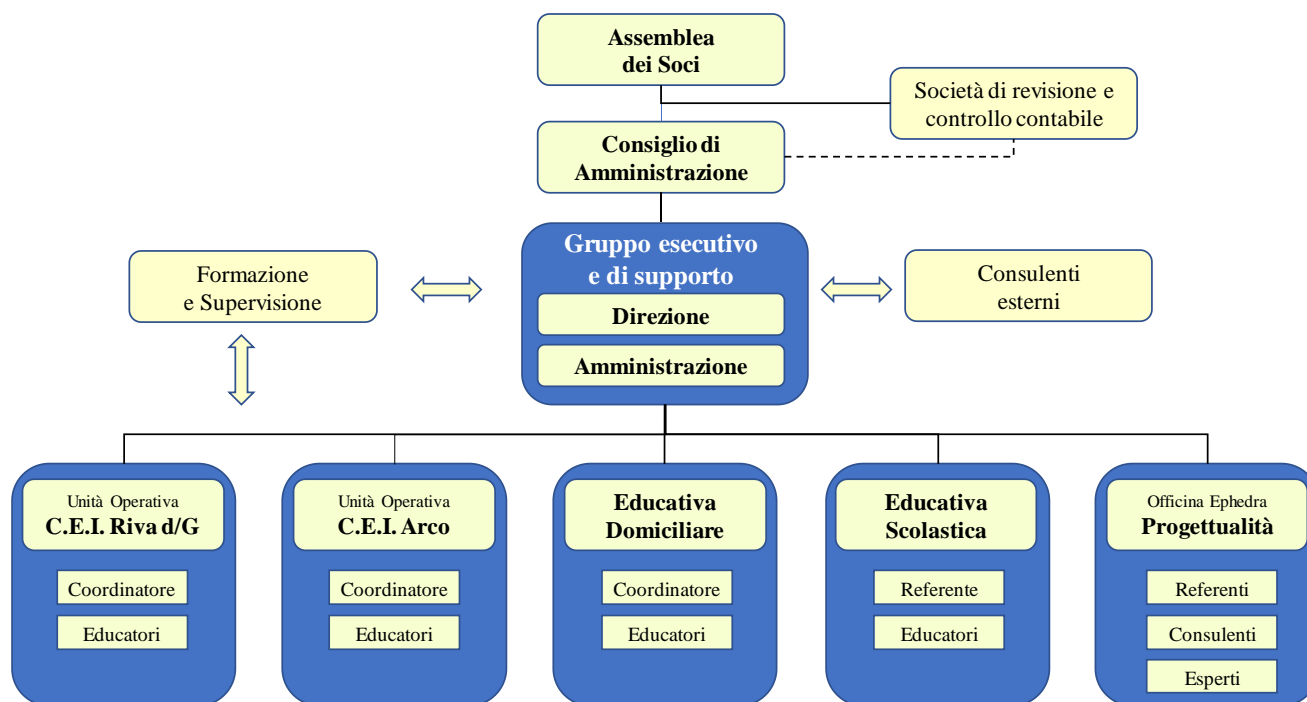 Assemblea
dei Soci
Società di revisione e
controllo contabile
Consiglio di
Amministrazione
Gruppo esecutivo
e di supporto
Formazione
e Supervisione
Consulenti
esterni
Direzione
Amministrazione
Unità Operativa
C.E.I. Riva d/G
Coordinatore
Educatori
Unità Operativa
C.E.I. Arco
Coordinatore
Educatori
Educativa
Domiciliare
Coordinatore
Educatori
Educativa
Scolastica
Referente
Educatori
Officina Ephedra
Progettualità
Referenti
Consulenti
Esperti